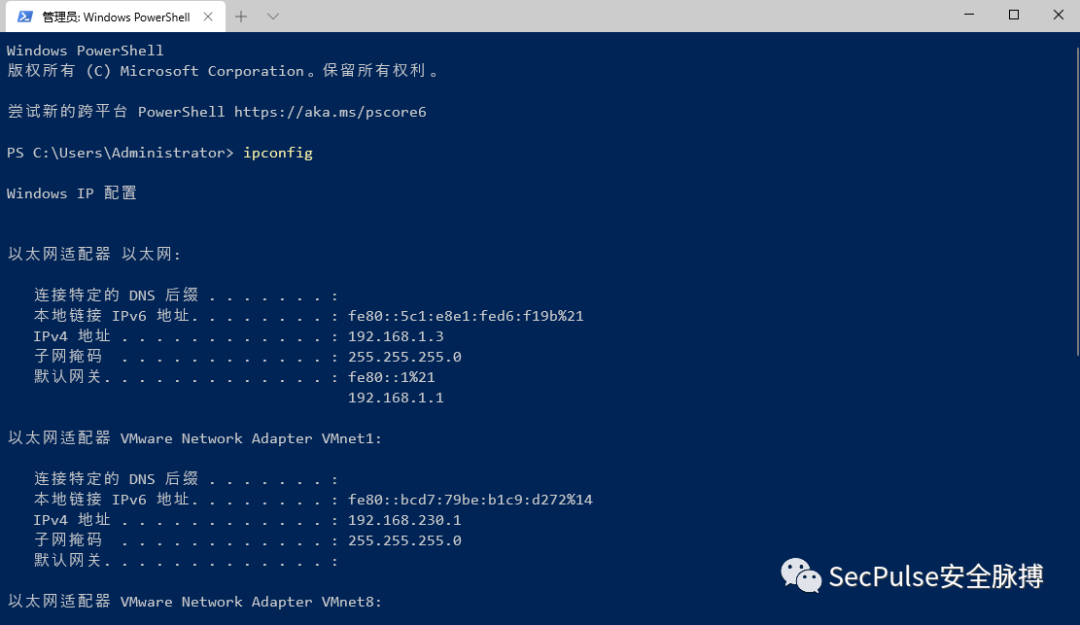 管理员: Windows PowerShell
Windows PowerShell
版权所有 (C) Microsoft Corporation。保留所有权利。
尝试新的跨平台 PowerShell https://aka.ms/pscore6
PS C:\Users\Administrator> ipconfig
Windows IP 配置
以太网适配器 以太网:
连接特定的 DNS 后缀 . . . . . . . :
本地链接 IPv6 地址. . . . . . . . : fe80::5c1:e8e1:fed6:f19b%21
IPv4 地址 . . . . . . . . . . . . : 192.168.1.3
子网掩码  . . . . . . . . . . . . : 255.255.255.0
默认网关. . . . . . . . . . . . . : fe80::1%21
192.168.1.1
以太网适配器 VMware Network Adapter VMnet1:
连接特定的 DNS 后缀 . . . . . . . :
本地链接 IPv6 地址. . . . . . . . : fe80::bcd7:79be:b1c9:d272%14
IPv4 地址 . . . . . . . . . . . . : 192.168.230.1
子网掩码  . . . . . . . . . . . . : 255.255.255.0
默认网关. . . . . . . . . . . . . :
SecPulse安全脉搏
以太网适配器 VMware Network Adapter VMnet8: